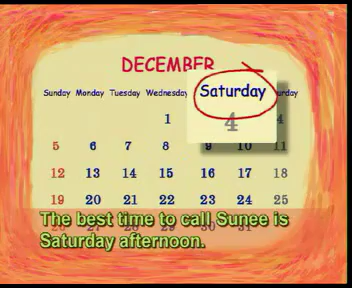 DECEMBER
Sunday Monday Tuesday Wednesday Saturday
1 4
5 6 7 8 9 10 11
12 13 14 15 16 17 18
19 20 21 22 23 24 25
The best time to call Sunee is
Saturday afternoon.